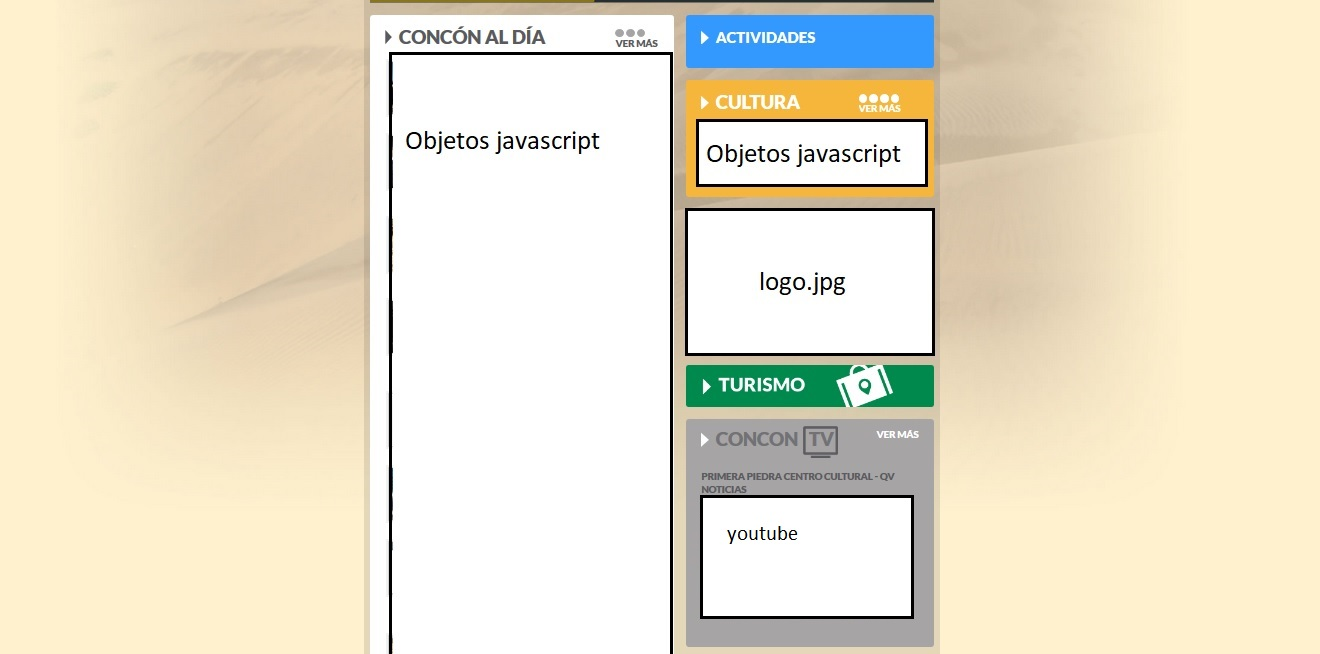 CONCÓN AL DÍA
VER MÁS
Objetos javascript
ACTIVIDADES
CULTURA
VER MÁS
Objetos javascript
logo.jpg
TURISMO
CONCON TV
VER MÁS
PRIMERA PIEDRA CENTRO CULTURAL - QV
NOTICIAS
youtube